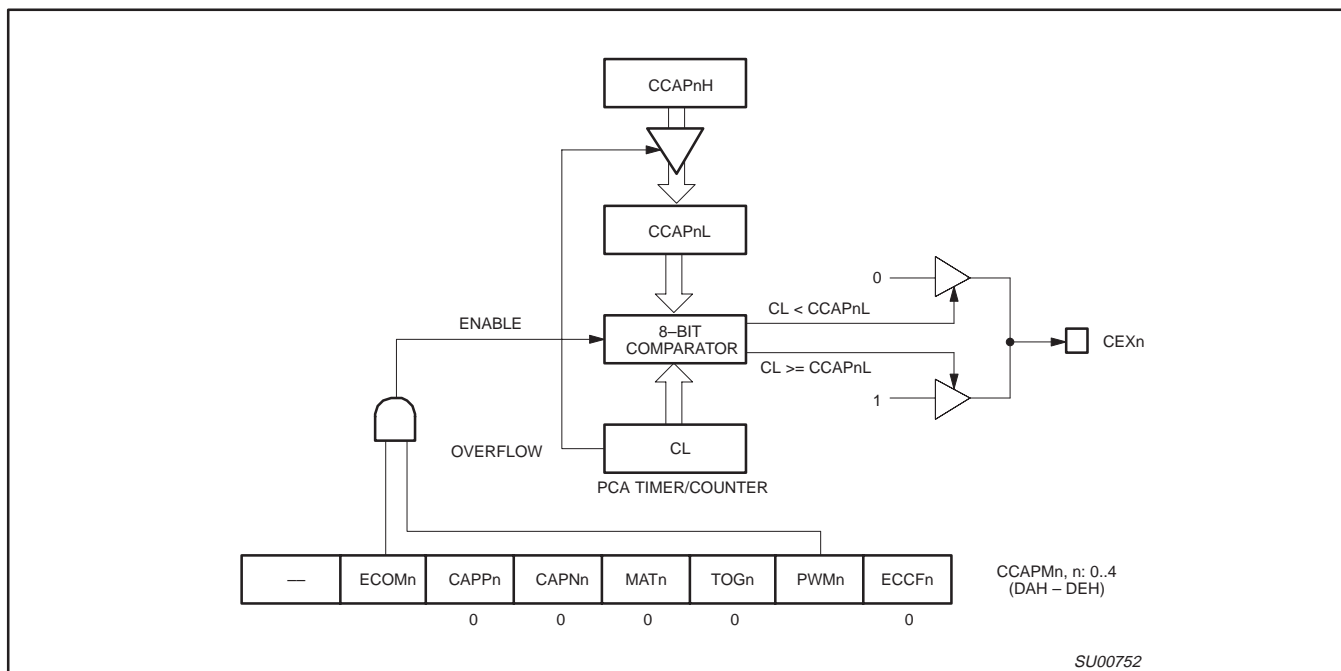 CCAPnH
CCAPnL
0
CL < CCAPnL
ENABLE
8–BIT
COMPARATOR
CEXn
CL >= CCAPnL
1
OVERFLOW
CL
PCA TIMER/COUNTER
— ECOMn CAPPn CAPNn MATn TOGn PWMn ECCFn
CCAPMn, n: 0..4
(DAH – DEH)
0 0 0 0 0
SU00752